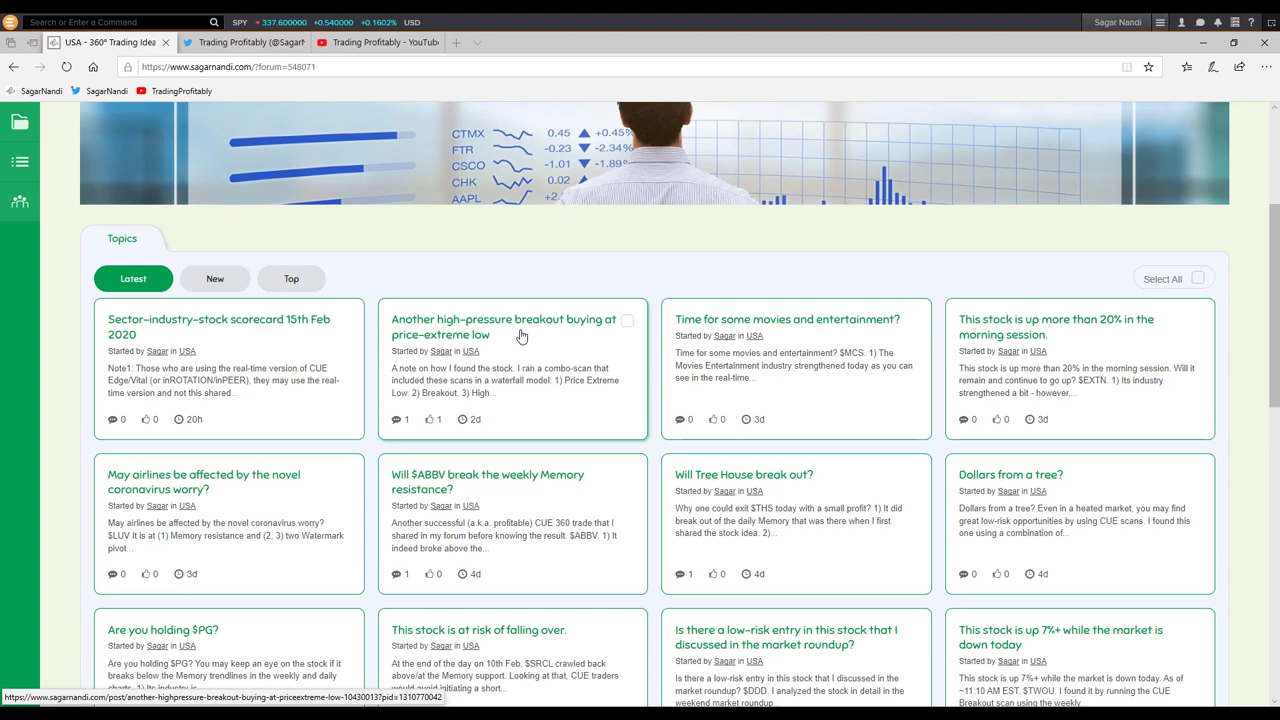 Search or Enter a Command
SPY 337.600000 +0.540000 +0.1602% USD
Sagar Nandi
USA - 360° Trading Idea
Trading Profitably (@SagarN
Trading Profitably - YouTube
https://www.sagarnandi.com/?forum=548071
SagarNandi
SagarNandi
TradingProfitably
CTMX 0.45 +0.45%
FTR -0.23 -2.34%
CSCO -1.01 -1.89%
CHK 0.02
AAPL +2.
Topics
Latest
New
Top
Select All
Sector-industry-stock scorecard 15th Feb
2020
Started by Sagar in USA
Note1: Those who are using the real-time version of CUE
Edge/Vital (or inROTATION/inPEER), they may use the real-
time version and not this shared...
0 0 20h
Another high-pressure breakout buying at
price-extreme low
Started by Sagar in USA
A note on how I found the stock. I ran a combo-scan that
included these scans in a waterfall model: 1) Price Extreme
Low. 2) Breakout. 3) High...
1 1 2d
Time for some movies and entertainment?
Started by Sagar in USA
Time for some movies and entertainment? $MCS. 1) The
Movies Entertainment industry strengthened today as you can
see in the real-time...
0 0 3d
This stock is up more than 20% in the
morning session.
Started by Sagar in USA
This stock is up more than 20% in the morning session. Will it
remain and continue to go up? $EXTN. 1) Its industry
strengthened a bit - however,...
0 0 3d
May airlines be affected by the novel
coronavirus worry?
Started by Sagar in USA
May airlines be affected by the novel coronavirus worry?
$LUV It is at (1) Memory resistance and (2, 3) two Watermark
pivot...
0 0 3d
Will $ABBV break the weekly Memory
resistance?
Started by Sagar in USA
Another successful (a.k.a. profitable) CUE 360 trade that I
shared in my forum before knowing the result. $ABBV. 1) It
indeed broke above the...
1 0 4d
Will Tree House break out?
Started by Sagar in USA
Why one could exit $THS today with a small profit? 1) It did
break out of the daily Memory that was there when I first
shared the stock idea. 2)...
1 0 4d
Dollars from a tree?
Started by Sagar in USA
Dollars from a tree? Even in a heated market, you may find
great low-risk opportunities by using CUE scans. I found this
one using a combination of...
0 0 4d
Are you holding $PG?
Started by Sagar in USA
Are you holding $PG? You may keep an eye on the stock if it
breaks below the Memory trendlines in the weekly and daily
charts. 1) Its industry is...
This stock is at risk of falling over.
Started by Sagar in USA
At the end of the day on 10th Feb, $SRCL crawled back
above/at the Memory support. Looking at that, CUE traders
would avoid initiating a short...
Is there a low-risk entry in this stock that I
discussed in the market roundup?
Started by Sagar in USA
Is there a low-risk entry in this stock that I discussed in the
market roundup? $DDD. I analyzed the stock in detail in the
weekend market roundup...
This stock is up 7%+ while the market is
down today
Started by Sagar in USA
This stock is up 7%+ while the market is down today. As of
~11:10 AM EST. $TWOU. I found it by running the CUE
Breakout scan using the weekly...
https://www.sagarnandi.com/post/another-highpressure-breakout-buying-at-priceextreme-low-10430013?pid=1310770042